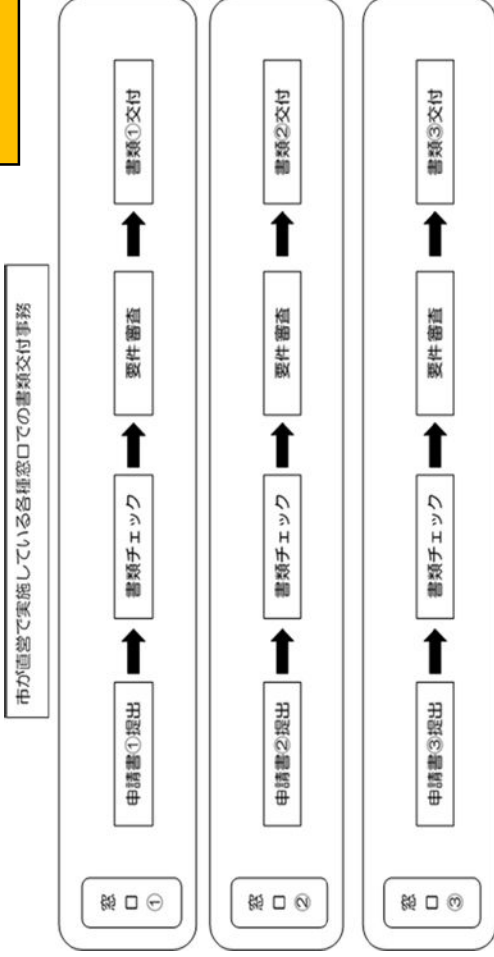 市が直営で実施している各種窓口での書類交付事務
窓口①
申請書①提出
書類チェック
要件審査
書類①交付
窓口②
申請書②提出
書類チェック
要件審査
書類②交付
窓口③
申請書③提出
書類チェック
要件審査
書類③交付